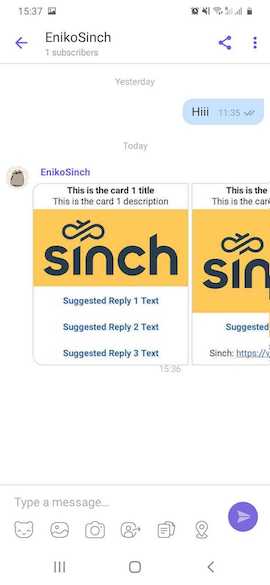 15:37
EnikoSinch
1 subscribers
Yesterday
Hiii 11:35
Today
EnikoSinch
This is the card 1 title
This is the card 1 description
sinch
Suggested Reply 1 Text
Suggested Reply 2 Text
Suggested Reply 3 Text
This is the
This is the car
sin
Suggested
Sinch: https://y
15:36
Type a message…